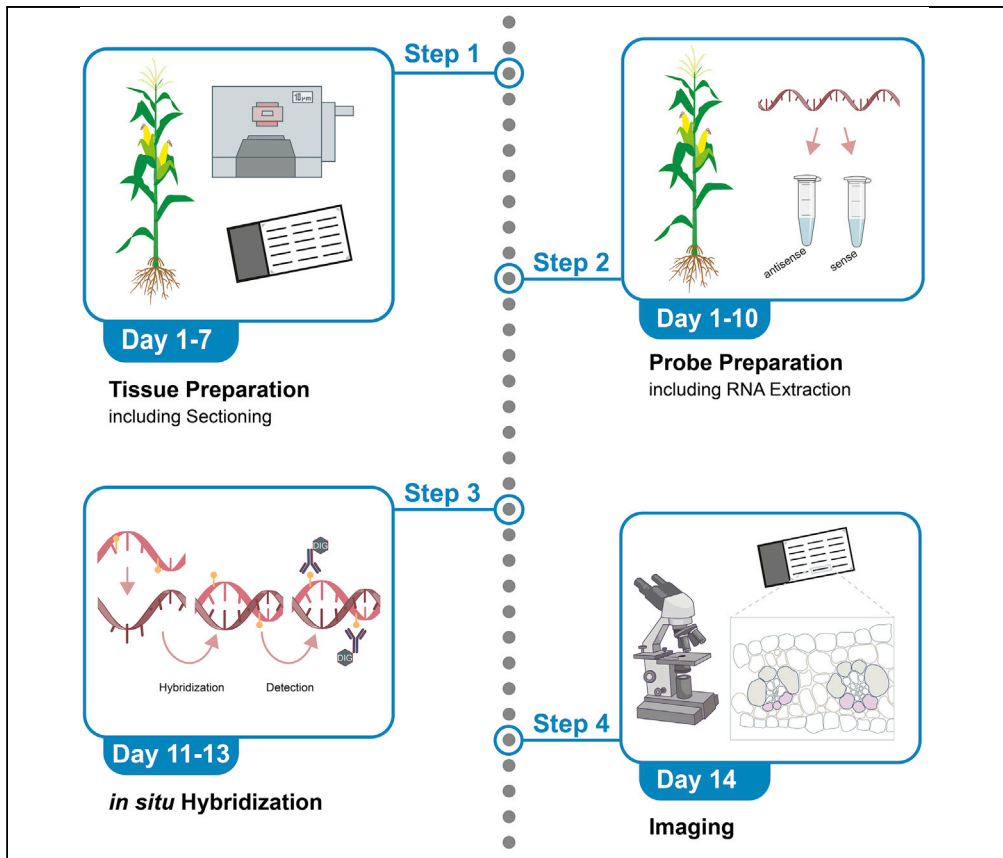 Step 1
10µm
Day 1-7
Tissue Preparation
including Sectioning
Step 2
antisense
sense
Day 1-10
Probe Preparation
including RNA Extraction
Step 3
DIG
DIG
Hybridization
Detection
Day 11-13
in situ Hybridization
Step 4
Day 14
Imaging